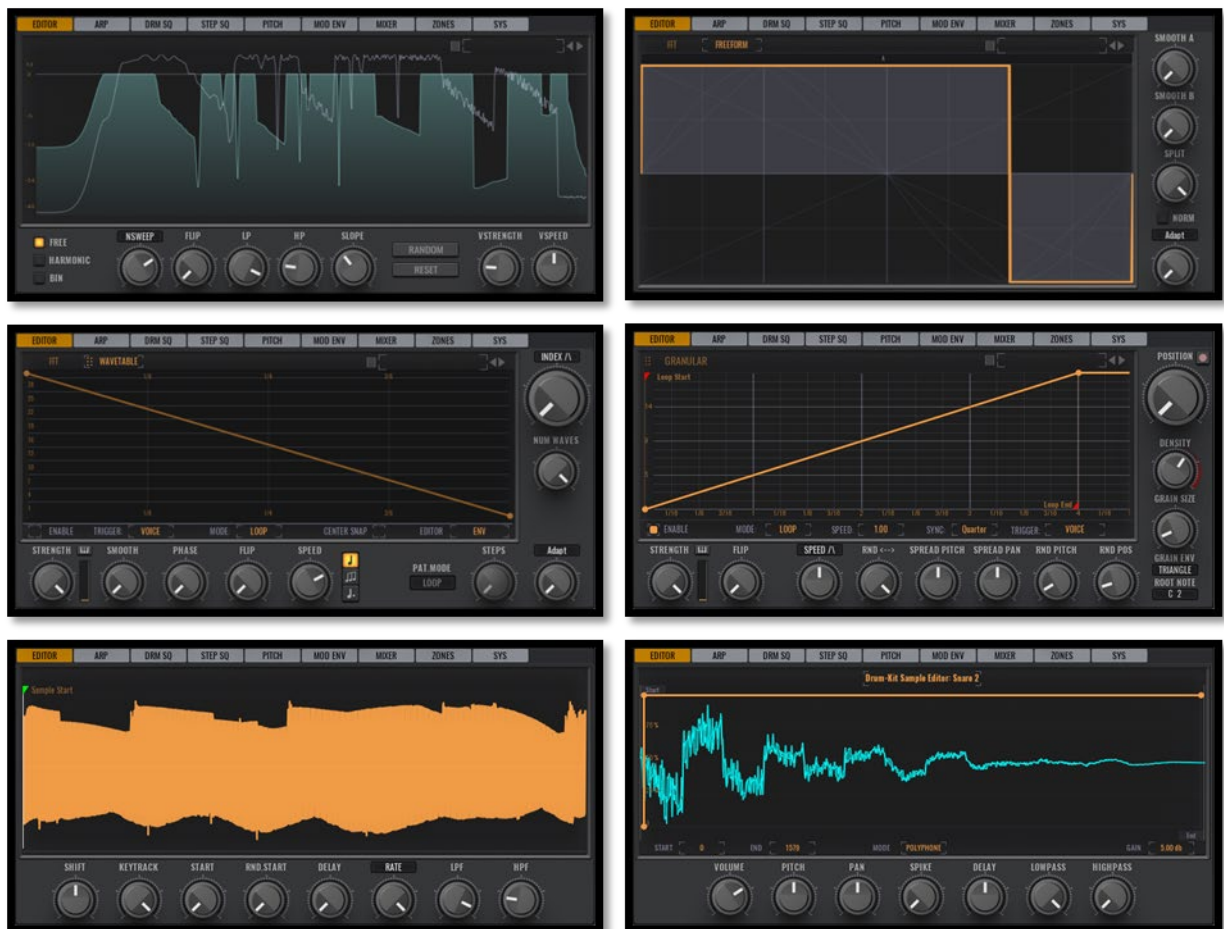 EDITOR ARP DRM SQ STEP SQ PITCH MOD ENV MIXER ZONES SYS
FREE
HARMONIC
BIN
NSWEEP FLIP LP HP SLOPE
RANDOM
RESET
VSTRENGTH VSPEED
EDITOR ARP DRM SQ STEP SQ PITCH MOD ENV MIXER ZONES SYS
FFT FREEFORM
SMOOTH A
SMOOTH B
SPLIT
NORM
Adapt
EDITOR ARP DRM SQ STEP SQ PITCH MOD ENV MIXER ZONES SYS
FFT WAVETABLE
INDEX /\
NUM WAVES
ENABLE TRIGGER: VOICE MODE: LOOP CENTER SNAP EDITOR ENV
STRENGTH SMOOTH PHASE FLIP SPEED
PAT.MODE
LOOP
STEPS
Adapt
EDITOR ARP DRM SQ STEP SQ PITCH MOD ENV MIXER ZONES SYS
GRANULAR
Loop Start
Loop End
POSITION
DENSITY
GRAIN SIZE
GRAIN ENV
TRIANGLE
ROOT NOTE
C 2
ENABLE MODE: LOOP SPEED 1.00 SYNC: Quarter TRIGGER: VOICE
STRENGTH FLIP SPEED /\ RND <--> SPREAD PITCH SPREAD PAN RND PITCH RND POS
EDITOR ARP DRM SQ STEP SQ PITCH MOD ENV MIXER ZONES SYS
Sample Start
SHIFT KEYTRACK START RND.START DELAY RATE LPF HPF
EDITOR ARP DRM SQ STEP SQ PITCH MOD ENV MIXER ZONES SYS
Drum-Kit Sample Editor: Snare 2
Start
End
START 0 END 1570 MODE POLYPHONE GAIN 5.00 db
VOLUME PITCH PAN SPIKE DELAY LOWPASS HIGHPASS